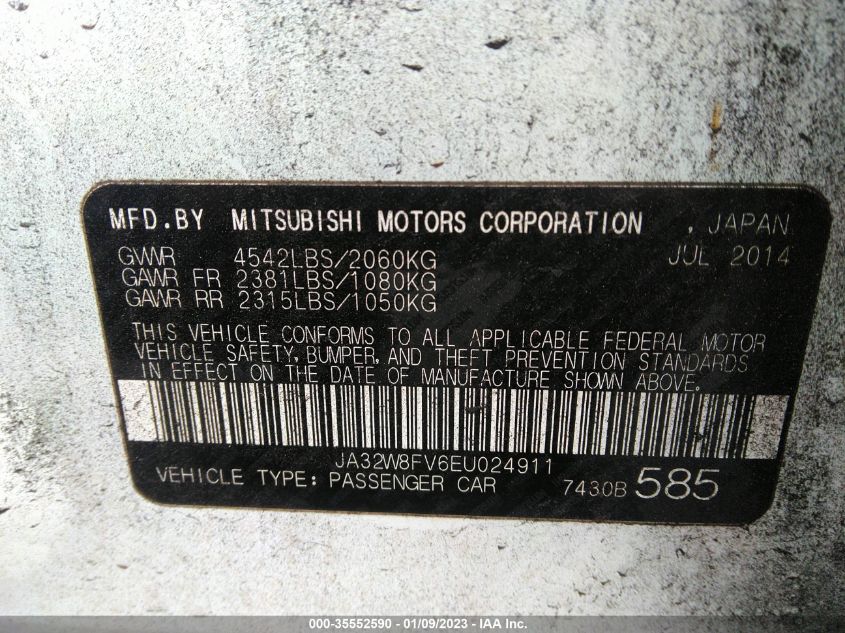 MFD.BY MITSUBISHI MOTORS CORPORATION , JAPAN
GVWR 4542LBS/2060KG JUL 2014
GAWR FR 2381LBS/1080KG
GAWR RR 2315LBS/1050KG
THIS VEHICLE CONFORMS TO ALL APPLICABLE FEDERAL MOTOR
VEHICLE SAFETY, BUMPER, AND THEFT PREVENTION STANDARDS
IN EFFECT ON THE DATE OF MANUFACTURE SHOWN ABOVE.
JA32W8FV6EU024911
VEHICLE TYPE: PASSENGER CAR 7430B 585
000-35552590 - 01/09/2023 - IAA Inc.